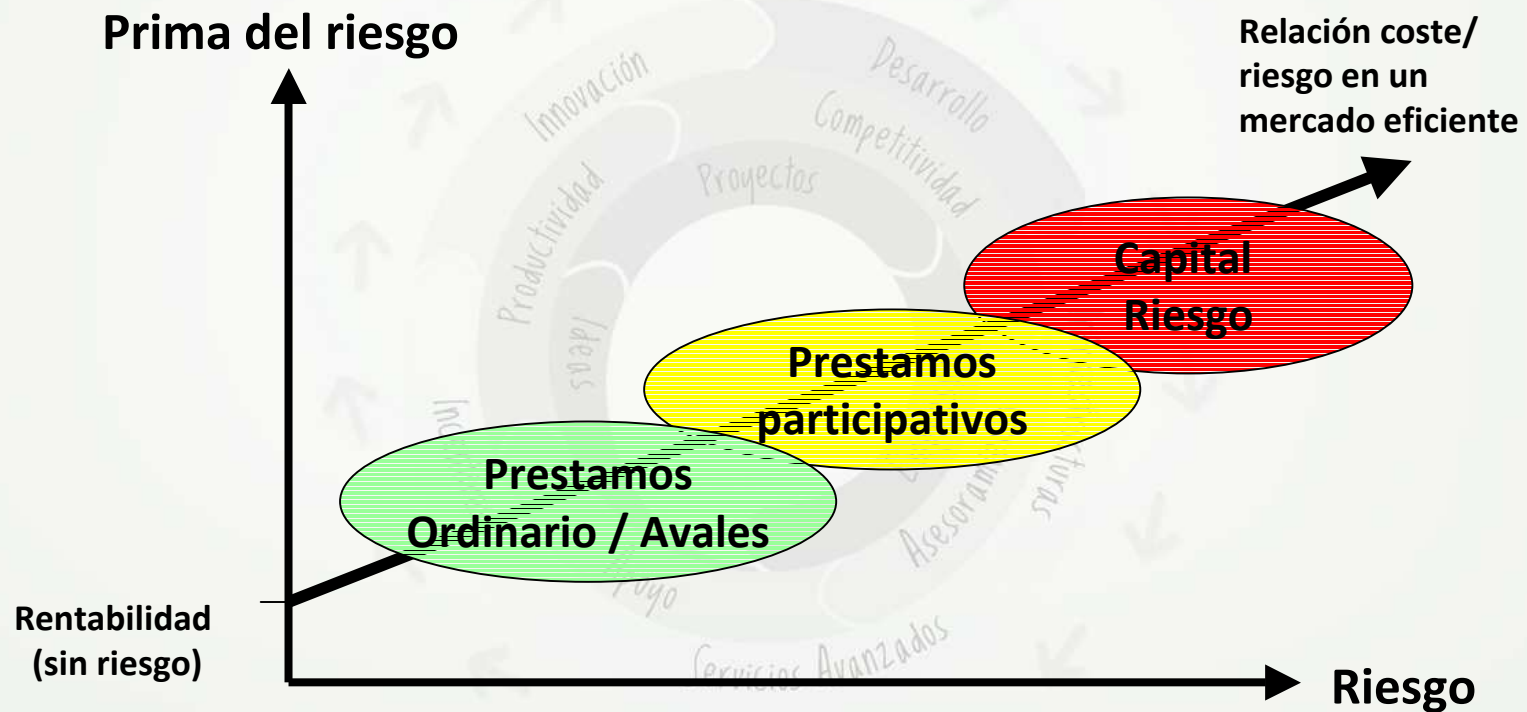 Prima del riesgo
Relación coste/
riesgo en un
mercado eficiente
Innovación
Desarrollo
Competitividad
Proyectos
Productividad
Ideas
Capital
Riesgo
Prestamos
participativos
Prestamos
Ordinario / Avales
Rentabilidad
(sin riesgo)
Servicios Avanzados
Riesgo